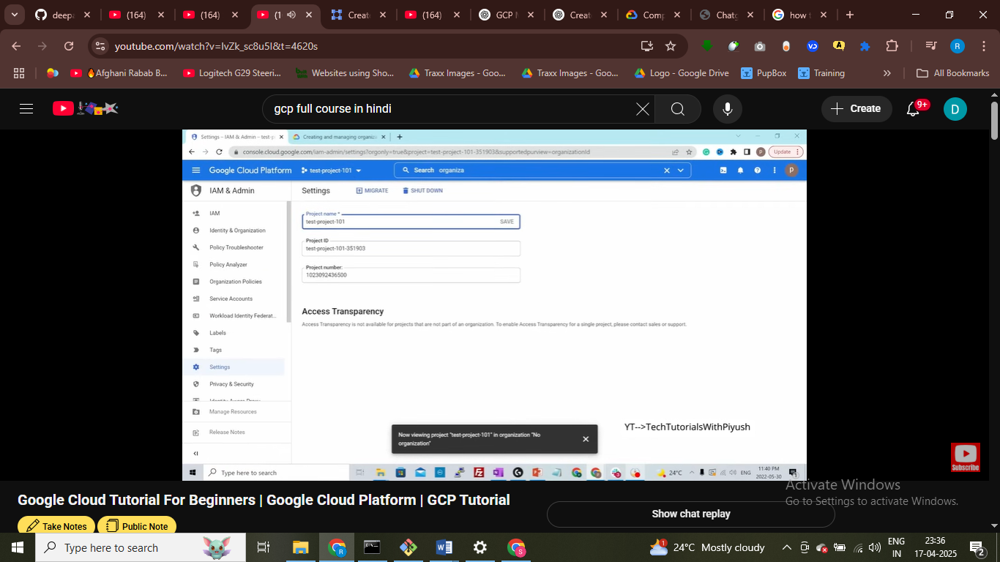 deepa
(164)
(164)
(1
Create
(164)
GCP
Create
Comp
Chatg
how t
youtube.com/watch?v=IvZk_sc8u5I&t=4620s
R
🔥Afghani Rabab B...
Logitech G29 Steeri...
Websites using Sho...
Traxx Images - Goo...
Traxx Images - Goo...
Logo - Google Drive
PupBox
Training
»
All Bookmarks
gcp full course in hindi
Create
9+
D
Settings – IAM & Admin – test-p
Creating and managing organiza
console.cloud.google.com/iam-admin/settings?orgonly=true&project=test-project-101-351903&supportedpurview=organizationId
P
Update
Google Cloud Platform
test-project-101
Search organiza
P
IAM & Admin
Settings
MIGRATE
SHUT DOWN
IAM
Identity & Organization
Policy Troubleshooter
Policy Analyzer
Organization Policies
Service Accounts
Workload Identity Federat...
Labels
Tags
Settings
Privacy & Security
Identity-Aware Proxy
Manage Resources
Release Notes
Project name *
test-project-101
SAVE
Project ID
test-project-101-351903
Project number:
1023092436500
Access Transparency
Access Transparency is not available for projects that are not part of an organization. To enable Access Transparency for a single project, please contact sales or support.
Now viewing project "test-project-101" in organization "No
organization"
YT-->TechTutorialsWithPiyush
Subscribe
Type here to search
24°C
ENG
11:40 PM
2022-05-30
Google Cloud Tutorial For Beginners | Google Cloud Platform | GCP Tutorial
Take Notes
Public Note
Show chat replay
Activate Windows
Go to Settings to activate Windows.
Type here to search
24°C Mostly cloudy
ENG
IN
23:36
17-04-2025
2